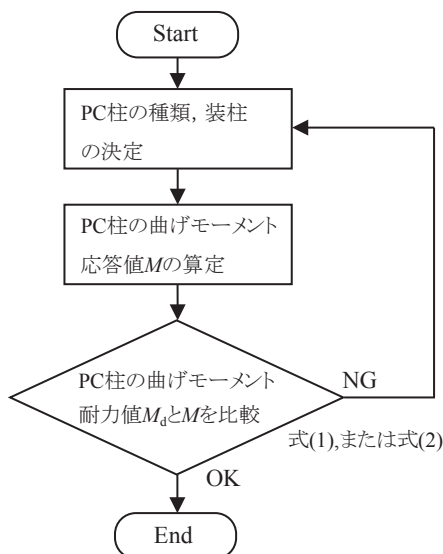 Start
PC柱の種類, 装柱
の決定
PC柱の曲げモーメント
応答値Mの算定
PC柱の曲げモーメント
耐力値MdとMを比較
NG
式(1),または式(2)
OK
End